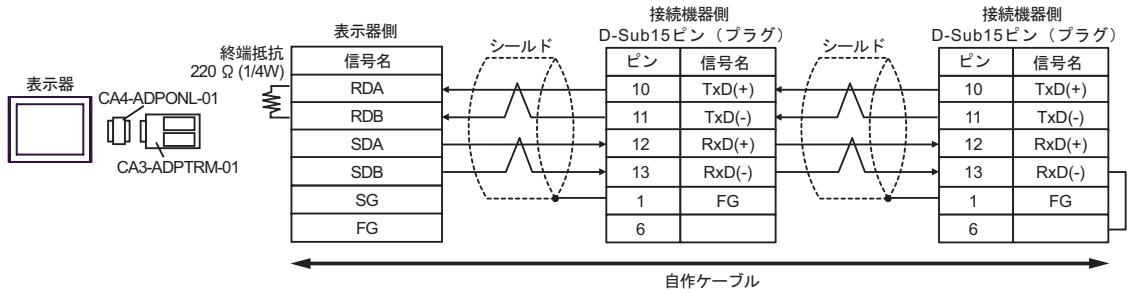 表示器
CA4-ADPONL-01
CA3-ADPTRM-01
終端抵抗
220 Ω (1/4W)
表示器側
信号名
RDA
RDB
SDA
SDB
SG
FG
シールド
接続機器側
D-Sub15ピン（プラグ）
ピン 信号名
10 TxD(+)
11 TxD(-)
12 RxD(+)
13 RxD(-)
1 FG
6
シールド
接続機器側
D-Sub15ピン（プラグ）
ピン 信号名
10 TxD(+)
11 TxD(-)
12 RxD(+)
13 RxD(-)
1 FG
6
自作ケーブル